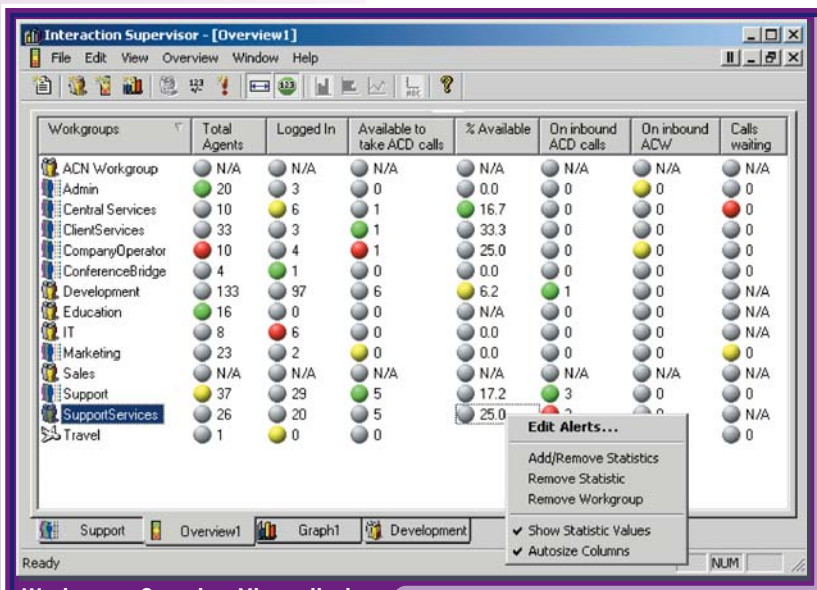 Interaction Supervisor - [Overview1]
File Edit View Overview Window Help
Workgroups Total Agents Logged In Available to take ACD calls % Available On inbound ACD calls On inbound ACW Calls waiting
ACN Workgroup N/A N/A N/A N/A N/A N/A N/A
Admin 20 3 0 0.0 0 0 0
Central Services 10 6 1 16.7 0 0 0
ClientServices 33 3 1 33.3 0 0 0
CompanyOperator 10 4 1 25.0 0 0 0
ConferenceBridge 4 1 0 0.0 0 0 0
Development 133 97 6 6.2 1 0 N/A
Education 16 0 0 N/A 0 0 N/A
IT 8 6 0 0.0 0 0 N/A
Marketing 23 2 0 0.0 0 0 0
Sales N/A N/A N/A N/A N/A N/A N/A
Support 37 29 5 17.2 3 0 0
SupportServices 26 20 5 25.0 N/A
Travel 1 0 0 0
Edit Alerts...
Add/Remove Statistics
Remove Statistic
Remove Workgroup
Show Statistic Values
Autosize Columns
Support Overview1 Graph1 Development
Ready NUM